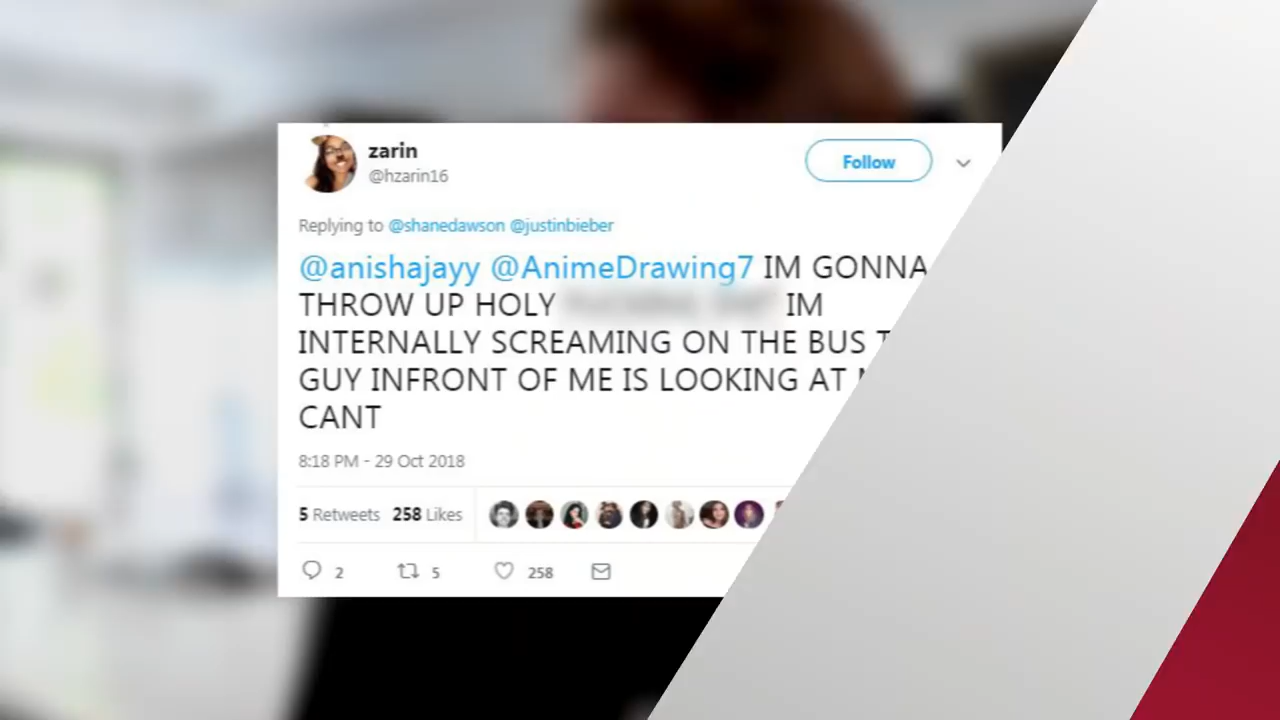 zarin
@hzarin16
Follow
Replying to @shanedawson @justinbieber
@anishajayy @AnimeDrawing7 IM GONNA
THROW UP HOLY IM
INTERNALLY SCREAMING ON THE BUS
GUY INFRONT OF ME IS LOOKING AT
CANT
8:18 PM - 29 Oct 2018
5 Retweets 258 Likes
2 5 258